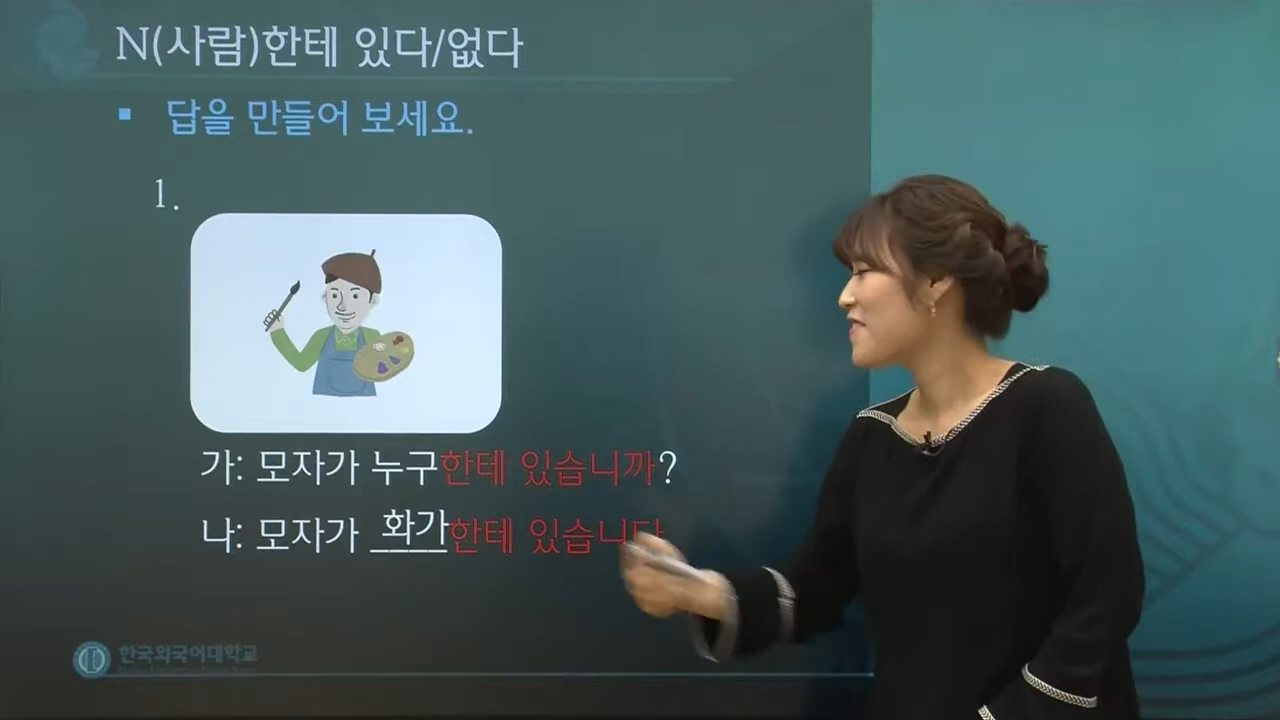 N(사람)한테 있다/없다
▪ 답을 만들어 보세요.
1.
가: 모자가 누구한테 있습니까?
나: 모자가 화가한테 있습니다
한국외국어대학교